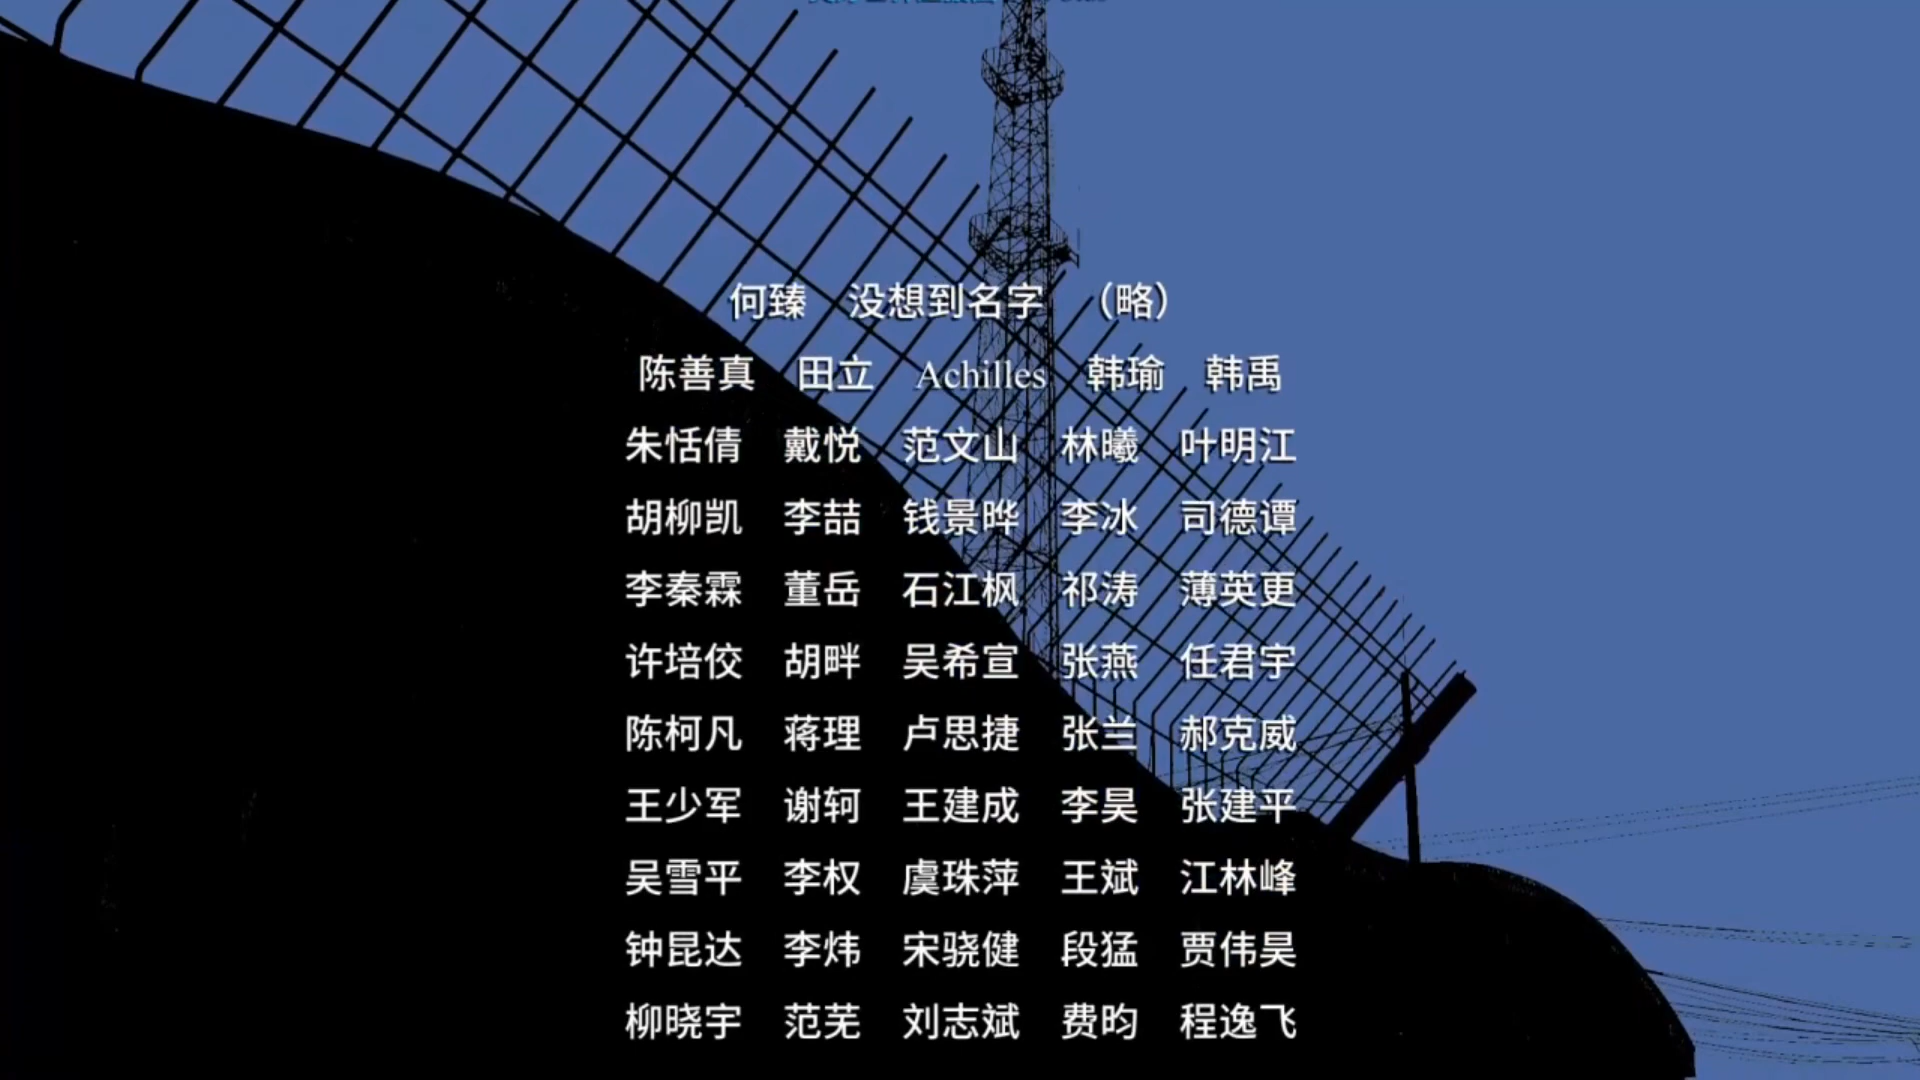 何臻 没想到名字 （略）
陈善真 田立 Achilles 韩瑜 韩禹
朱恬倩 戴悦 范文山 林曦 叶明江
胡柳凯 李喆 钱景晔 李冰 司德谭
李秦霖 董岳 石江枫 祁涛 薄英更
许培佼 胡畔 吴希宣 张燕 任君宇
陈柯凡 蒋理 卢思捷 张兰 郝克威
王少军 谢轲 王建成 李昊 张建平
吴雪平 李权 虞珠萍 王斌 江林峰
钟昆达 李炜 宋骁健 段猛 贾伟昊
柳晓宇 范芜 刘志斌 费昀 程逸飞